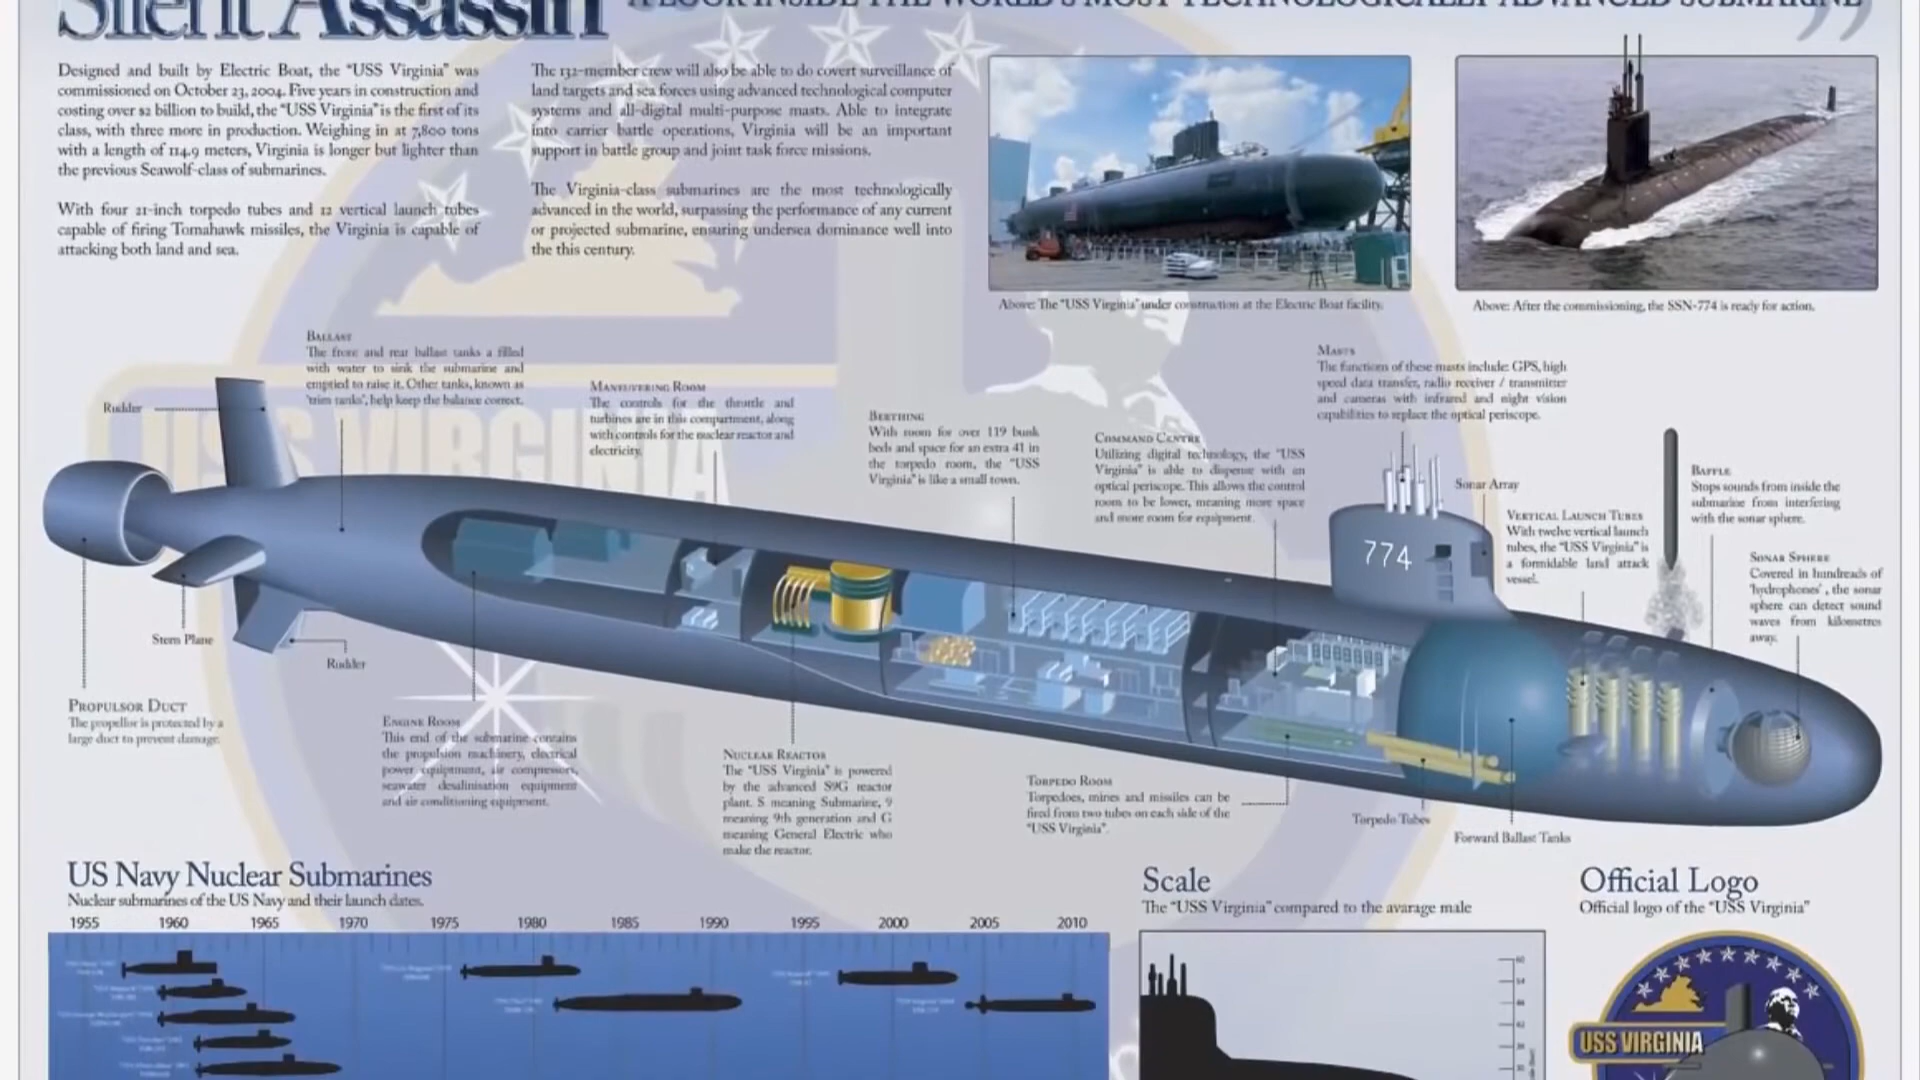 Silent Assassin
A LOOK INSIDE THE WORLD'S MOST TECHNOLOGICALLY ADVANCED SUBMARINE
Designed and built by Electric Boat, the "USS Virginia" was
commissioned on October 23, 2004. Five years in construction and
costing over $2 billion to build, the "USS Virginia" is the first of its
class, with three more in production. Weighing in at 7,800 tons
with a length of 114.9 meters, Virginia is longer but lighter than
the previous Seawolf-class of submarines.
With four 21-inch torpedo tubes and 12 vertical launch tubes
capable of firing Tomahawk missiles, the Virginia is capable of
attacking both land and sea.
The 132-member crew will also be able to do covert surveillance of
land targets and sea forces using advanced technological computer
systems and all-digital multi-purpose masts. Able to integrate
into carrier battle operations, Virginia will be an important
support in battle group and joint task force missions.
The Virginia-class submarines are the most technologically
advanced in the world, surpassing the performance of any current
or projected submarine, ensuring undersea dominance well into
the this century.
Above: The "USS Virginia" under construction at the Electric Boat facility.
Above: After the commissioning, the SSN-774 is ready for action.
BALLAST
The front and rear ballast tanks a filled
with water to sink the submarine and
emptied to raise it. Other tanks, known as
'trim tanks', help keep the balance correct.
Rudder
MANEUVERING ROOM
The controls for the throttle and
turbines are in this compartment, along
with controls for the nuclear reactor and
electricity.
BERTHING
With room for over 119 bunk
beds and space for an extra 41 in
the torpedo room, the "USS
Virginia" is like a small town.
COMMAND CENTRE
Utilizing digital technology, the "USS
Virginia" is able to dispense with an
optical periscope. This allows the control
room to be lower, meaning more space
and more room for equipment.
MASTS
The functions of these masts include: GPS, high
speed data transfer, radio receiver / transmitter
and cameras with infrared and night vision
capabilities to replace the optical periscope.
Sonar Array
VERTICAL LAUNCH TUBES
With twelve vertical launch
tubes, the "USS Virginia" is
a formidable land attack
vessel.
BAFFLE
Stops sounds from inside the
submarine from interfering
with the sonar sphere.
SONAR SPHERE
Covered in hundreads of
'hydrophones', the sonar
sphere can detect sound
waves from kilometres
away.
USS VIRGINIA
774
Stern Plane
Rudder
PROPULSOR DUCT
The propellor is protected by a
large duct to prevent damage.
ENGINE ROOM
This end of the submarine contains
the propulsion machinery, electrical
power equiptment, air compressors,
seawater desalinisation equipment
and air conditioning equipment.
NUCLEAR REACTOR
The "USS Virginia" is powered
by the advanced S9G reactor
plant. S meaning Submarine, 9
meaning 9th generation and G
meaning General Electric who
make the reactor.
TORPEDO ROOM
Torpedoes, mines and missiles can be
fired from two tubes on each side of the
"USS Virginia".
Torpedo Tubes
Forward Ballast Tanks
US Navy Nuclear Submarines
Nuclear submarines of the US Navy and their launch dates.
1955 1960 1965 1970 1975 1980 1985 1990 1995 2000 2005 2010
Scale
The "USS Virginia" compared to the avarage male
60
54
48
42
36
30
Official Logo
Official logo of the "USS Virginia"
USS VIRGINIA